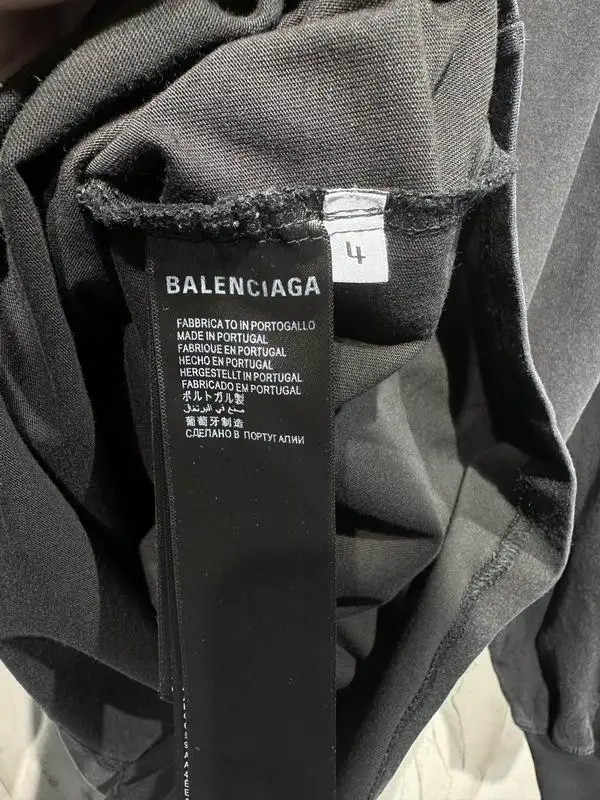 4
BALENCIAGA
FABBRICATO IN PORTOGALLO
MADE IN PORTUGAL
FABRIQUE EN PORTUGAL
HECHO EN PORTUGAL
HERGESTELLT IN PORTUGAL
FABRICADO EM PORTUGAL
ポルトガル製
صنع في البرتغال
葡萄牙制造
СДЕЛАНО В ПОРТУГАЛИИ